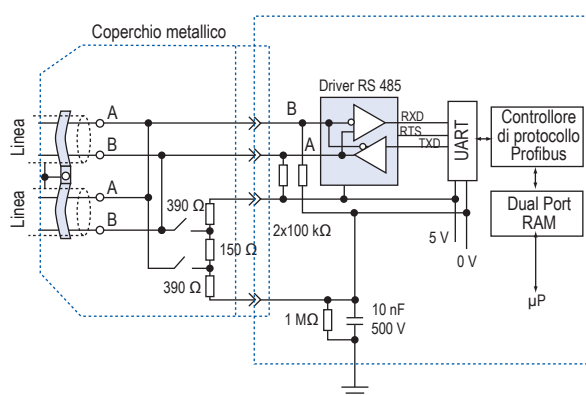 Coperchio metallico
Linea
Linea
A
B
A
B
390 Ω
150 Ω
390 Ω
B
A
Driver RS 485
RXD
RTS
TXD
UART
Controllore
di protocollo
Profibus
Dual Port
RAM
µP
2x100 kΩ
5 V
0 V
1 MΩ
10 nF
500 V